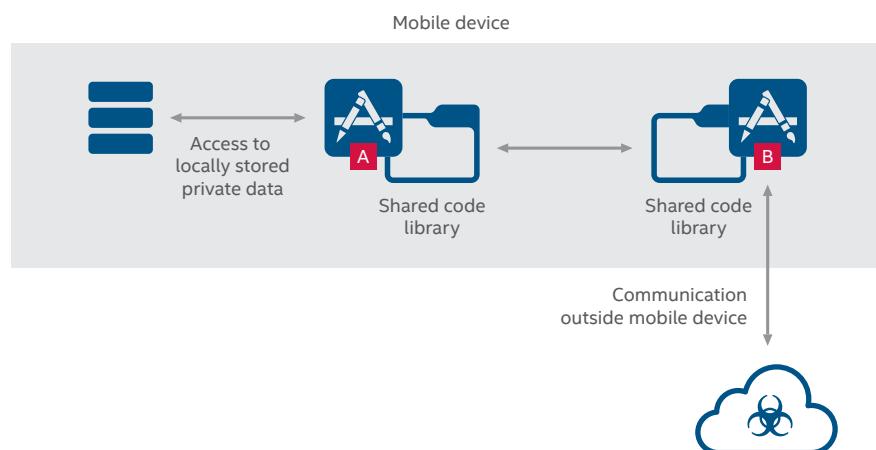 Mobile device
Access to
locally stored
private data
A
Shared code
library
B
Shared code
library
Communication
outside mobile device